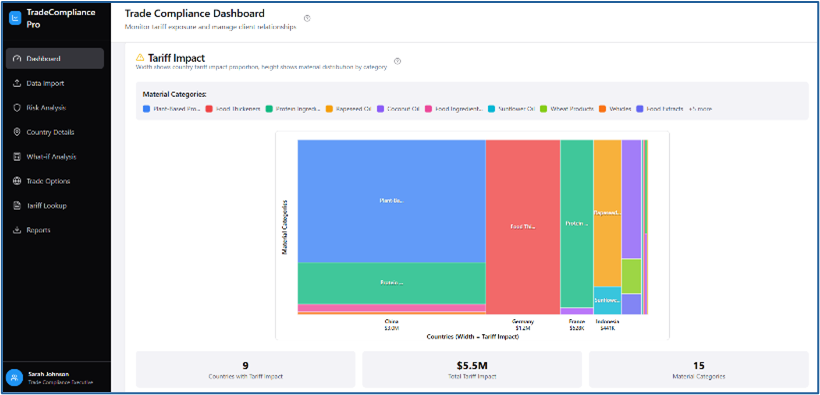 TradeCompliance
Pro
Dashboard
Data Import
Risk Analysis
Country Details
What-if Analysis
Trade Options
Tariff Lookup
Reports
Sarah Johnson
Trade Compliance Executive
Trade Compliance Dashboard
Monitor tariff exposure and manage client relationships
Tariff Impact
Width shows country tariff impact proportion, height shows material distribution by category
Material Categories:
Plant-Based Pro... Food Thickeners Protein Ingredi... Rapeseed Oil Coconut Oil Food Ingredient... Sunflower Oil Wheat Products Vehicles Food Extracts +5 more
Material Categories
Plant-Ba...
Protein ...
Food Thi...
Protein ...
Rapeseed...
Sunflowe...
China Germany France Indonesia
$3.0M $1.2M $528K $441K
Countries (Width = Tariff Impact)
9
Countries with Tariff Impact
$5.5M
Total Tariff Impact
15
Material Categories